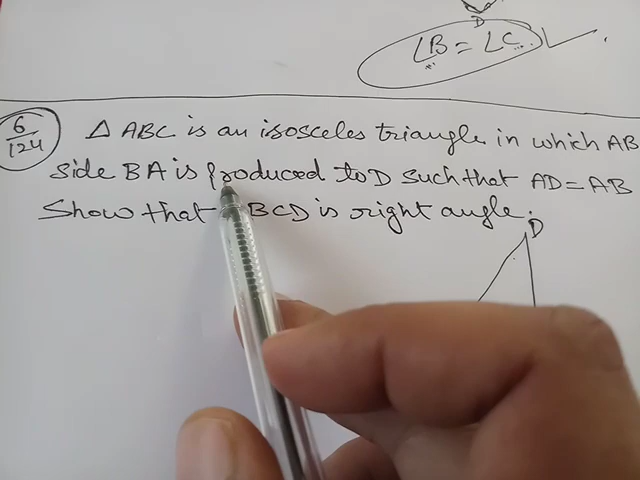 D
∠B = ∠C
6/124
△ ABC is an isosceles triangle in which AB
side BA is produced to D such that AD = AB
Show that BCD is right angle.
D